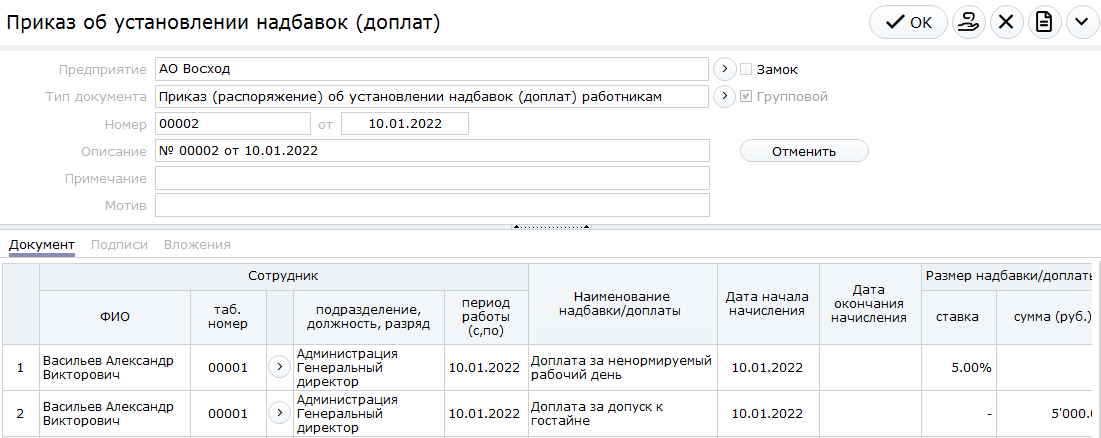 Приказ об установлении надбавок (доплат)
OK
Предприятие АО Восход Замок
Тип документа Приказ (распоряжение) об установлении надбавок (доплат) работникам Групповой
Номер 00002 от 10.01.2022
Описание № 00002 от 10.01.2022 Отменить
Примечание
Мотив
Документ Подписи Вложения
Сотрудник
ФИО
таб.
номер
подразделение,
должность, разряд
период
работы
(с,по)
Наименование
надбавки/доплаты
Дата начала
начисления
Дата
окончания
начисления
Размер надбавки/доплаты
ставка
сумма (руб.)
1
Васильев Александр
Викторович
00001
Администрация
Генеральный
директор
10.01.2022
Доплата за ненормируемый
рабочий день
10.01.2022
5.00%
2
Васильев Александр
Викторович
00001
Администрация
Генеральный
директор
10.01.2022
Доплата за допуск к
гостайне
10.01.2022
-
5'000.